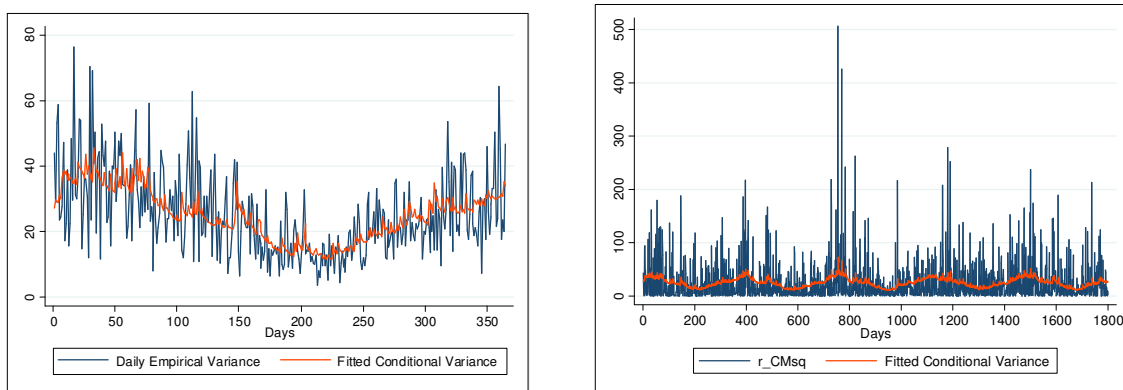 80
60
40
20
0
0 50 100 150 200 250 300 350
Days
Daily Empirical Variance Fitted Conditional Variance
500
400
300
200
100
0
0 200 400 600 800 1000 1200 1400 1600 1800
Days
r_CMsq Fitted Conditional Variance